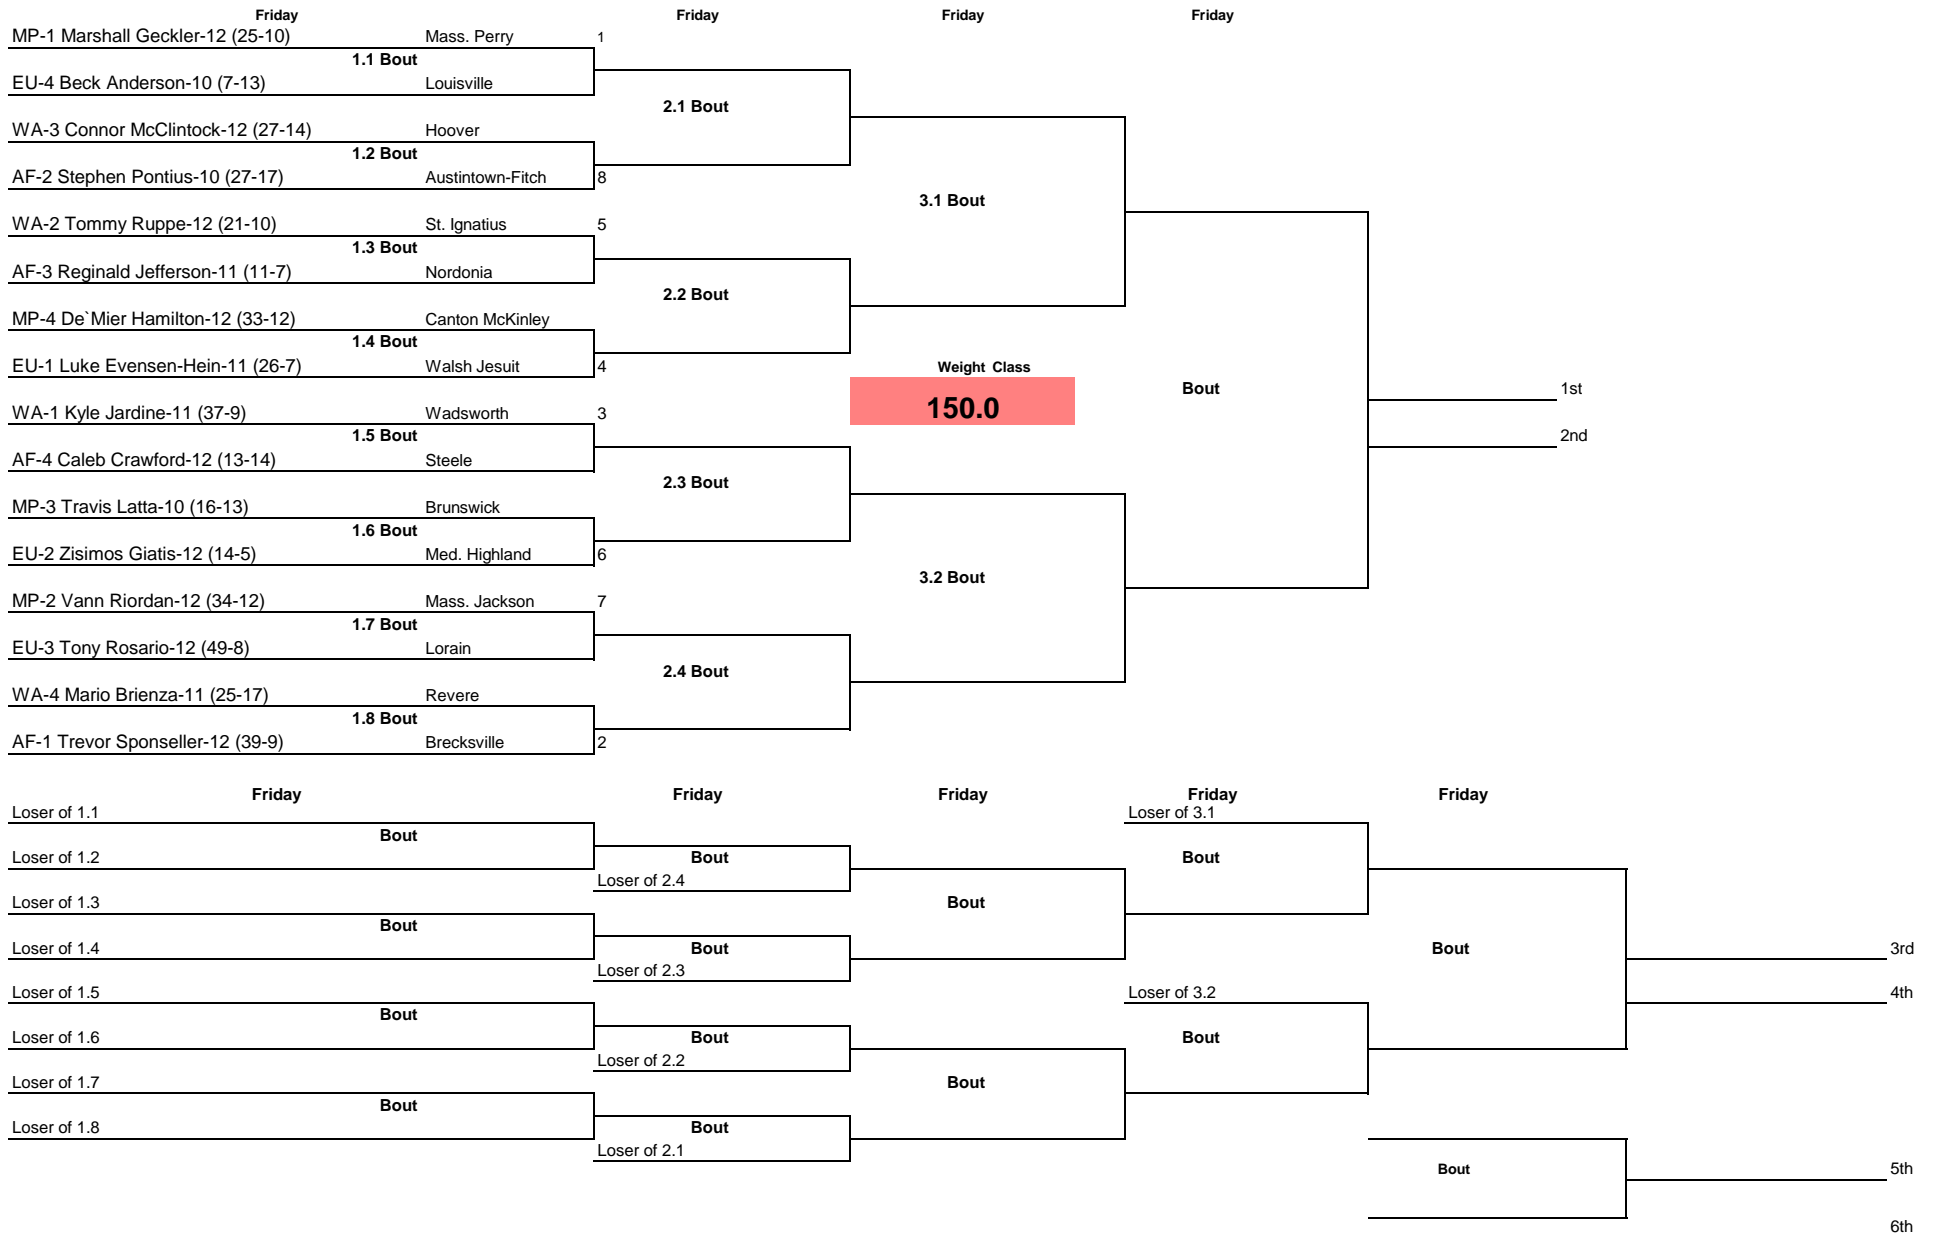 Friday Friday Friday Friday
MP-1 Marshall Geckler-12 (25-10) Mass. Perry 1
1.1 Bout
EU-4 Beck Anderson-10 (7-13) Louisville
2.1 Bout
WA-3 Connor McClintock-12 (27-14) Hoover
1.2 Bout
AF-2 Stephen Pontius-10 (27-17) Austintown-Fitch 8
3.1 Bout
WA-2 Tommy Ruppe-12 (21-10) St. Ignatius 5
1.3 Bout
AF-3 Reginald Jefferson-11 (11-7) Nordonia
2.2 Bout
MP-4 De`Mier Hamilton-12 (33-12) Canton McKinley
1.4 Bout
EU-1 Luke Evensen-Hein-11 (26-7) Walsh Jesuit 4 Weight Class
Bout 1st
WA-1 Kyle Jardine-11 (37-9) Wadsworth 3 150.0
1.5 Bout 2nd
AF-4 Caleb Crawford-12 (13-14) Steele
2.3 Bout
MP-3 Travis Latta-10 (16-13) Brunswick
1.6 Bout
EU-2 Zisimos Giatis-12 (14-5) Med. Highland 6
3.2 Bout
MP-2 Vann Riordan-12 (34-12) Mass. Jackson 7
1.7 Bout
EU-3 Tony Rosario-12 (49-8) Lorain
2.4 Bout
WA-4 Mario Brienza-11 (25-17) Revere
1.8 Bout
AF-1 Trevor Sponseller-12 (39-9) Brecksville 2
Friday Friday Friday Friday Friday
Loser of 1.1 Loser of 3.1
Bout
Loser of 1.2 Bout Bout
Loser of 2.4
Loser of 1.3 Bout
Bout
Loser of 1.4 Bout Bout 3rd
Loser of 2.3
Loser of 1.5 Loser of 3.2 4th
Bout
Loser of 1.6 Bout Bout
Loser of 2.2
Loser of 1.7 Bout
Bout
Loser of 1.8 Bout
Loser of 2.1
Bout 5th
6th